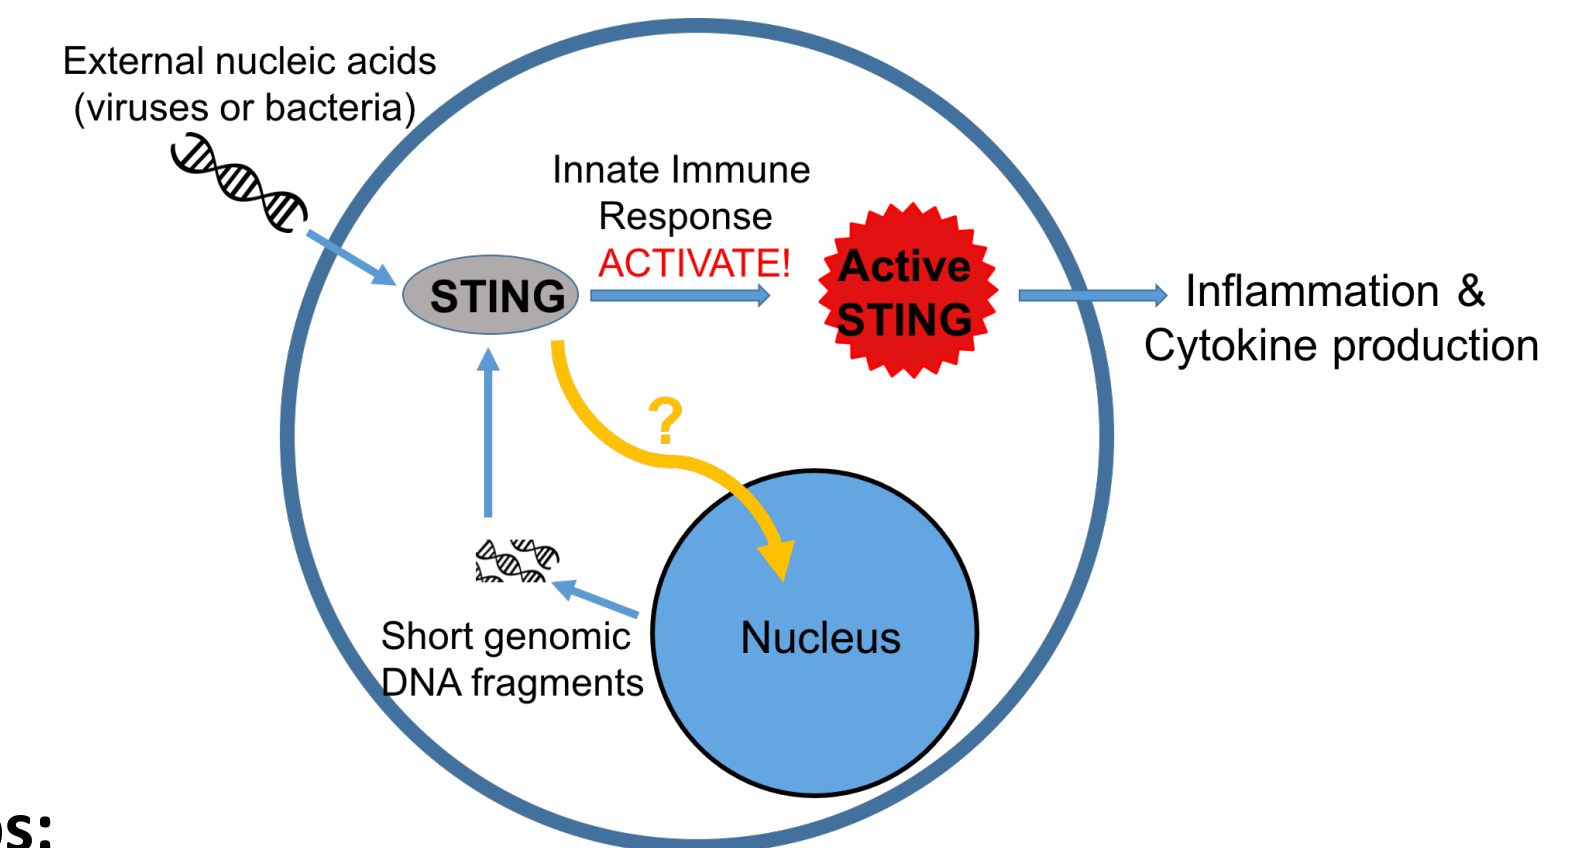 External nucleic acids
(viruses or bacteria)
Innate Immune
Response
ACTIVATE!
STING
Active
STING
Inflammation &
Cytokine production
?
Short genomic
DNA fragments
Nucleus